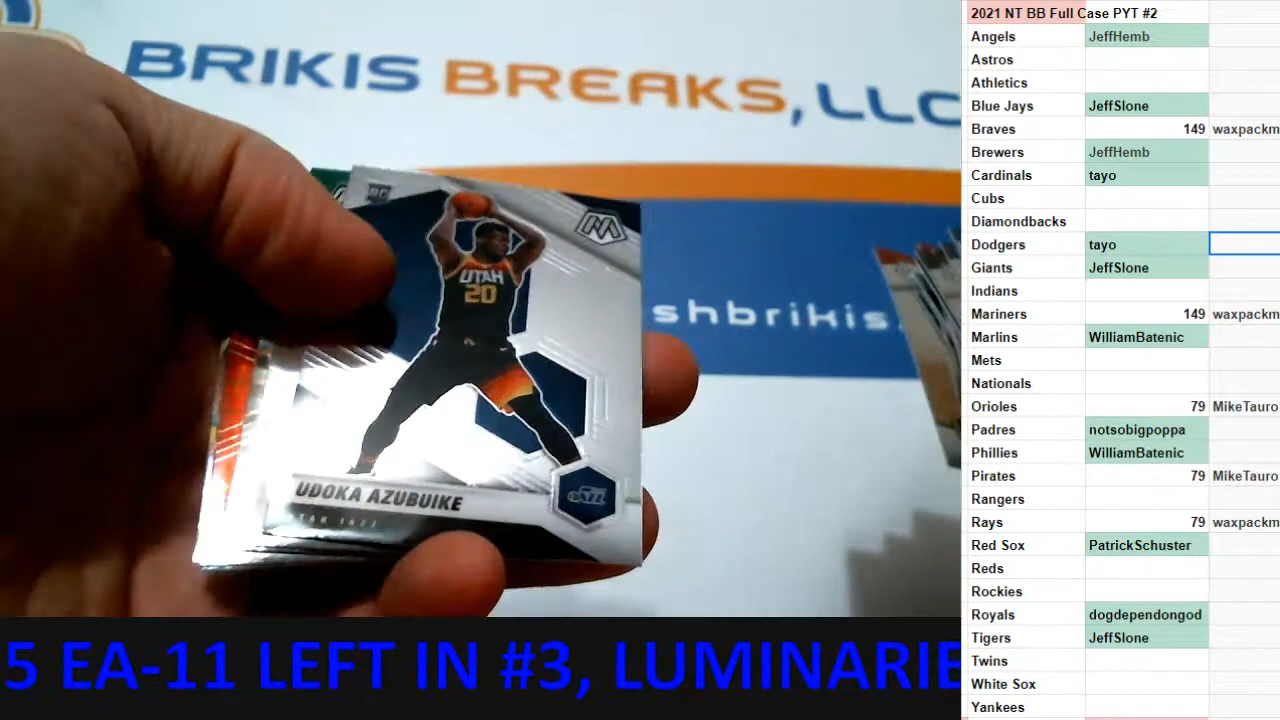 BRIKIS BREAKS, LLC
shbrikis.
RC
UTAH
20
UDOKA AZUBUIKE
UTAH JAZZ
JAZZ
5 EA-11 LEFT IN #3, LUMINARIE
2021 NT BB Full Case PYT #2
Angels JeffHemb
Astros
Athletics
Blue Jays JeffSlone
Braves 149 waxpackm
Brewers JeffHemb
Cardinals tayo
Cubs
Diamondbacks
Dodgers tayo
Giants JeffSlone
Indians
Mariners 149 waxpackm
Marlins WilliamBatenic
Mets
Nationals
Orioles 79 MikeTauro
Padres notsobigpoppa
Phillies WilliamBatenic
Pirates 79 MikeTauro
Rangers
Rays 79 waxpackm
Red Sox PatrickSchuster
Reds
Rockies
Royals dogdependongod
Tigers JeffSlone
Twins
White Sox
Yankees